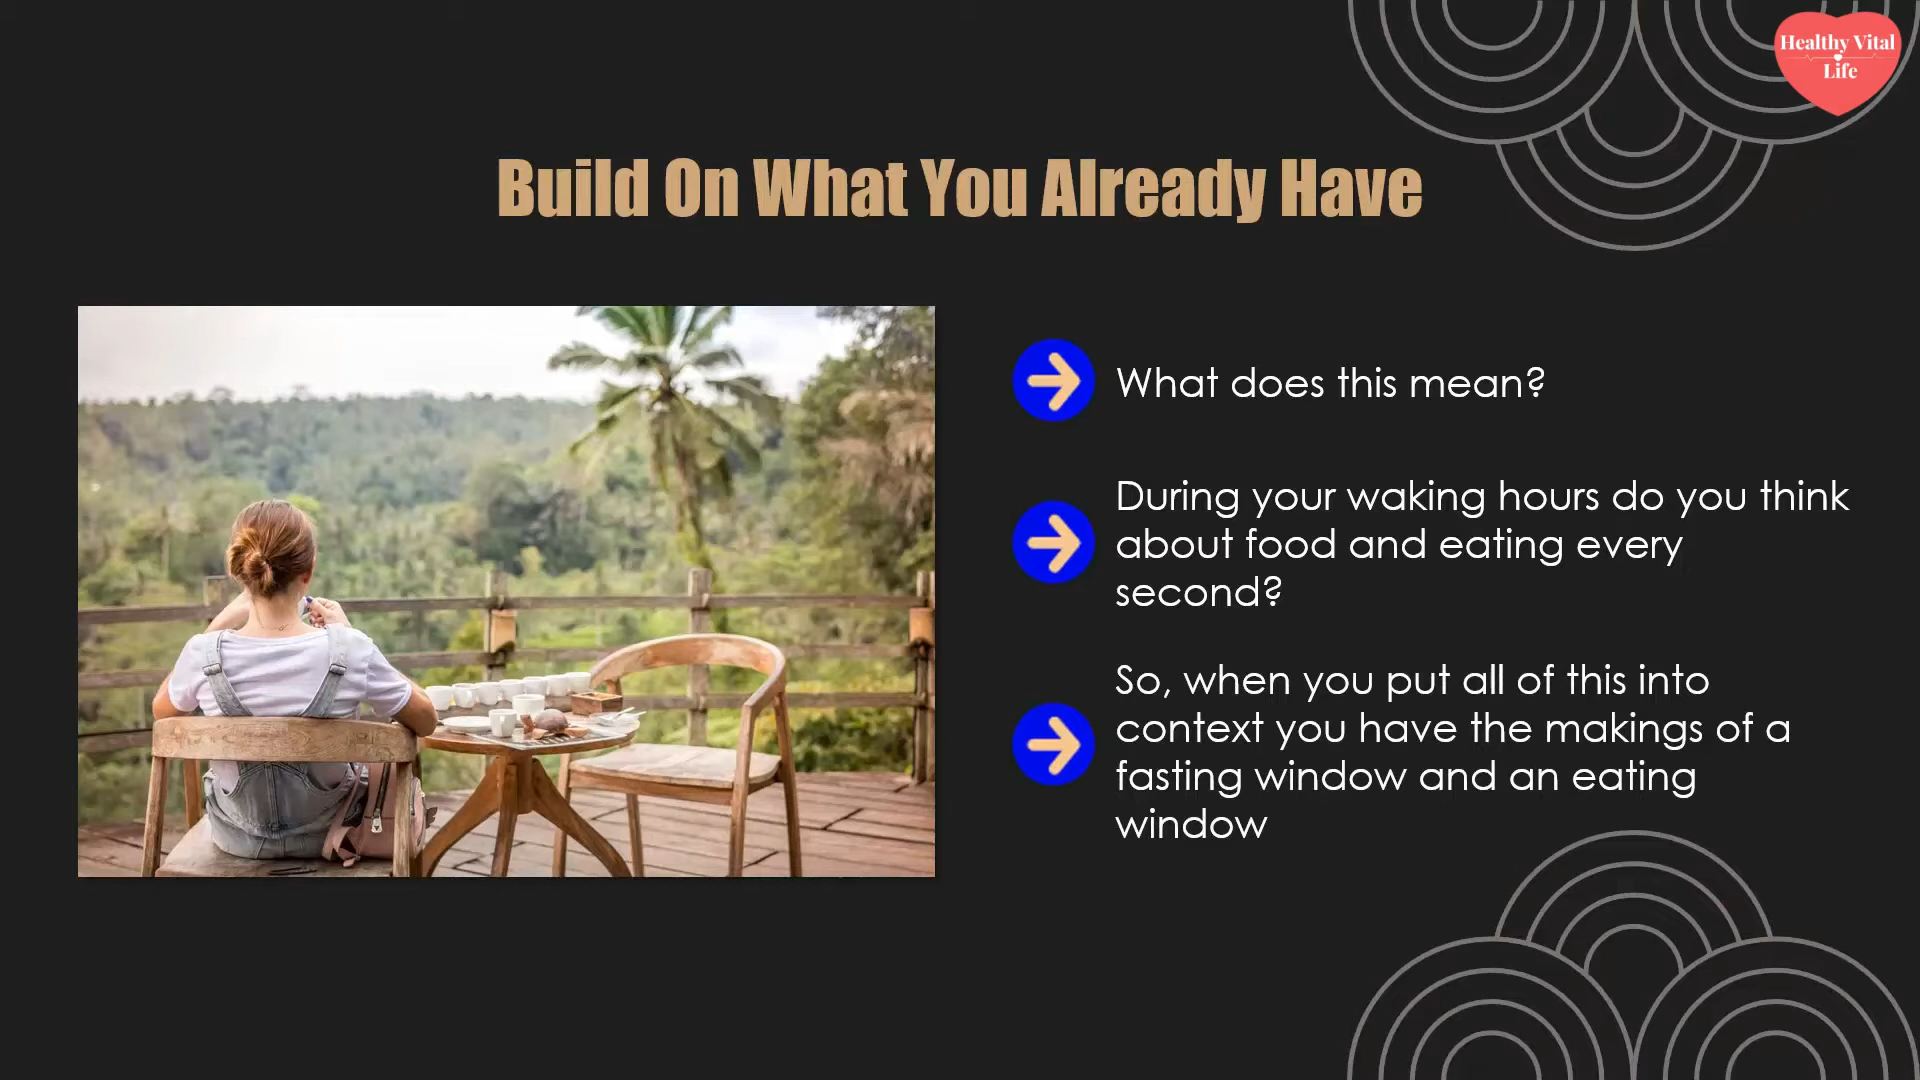 Healthy Vital
Life
Build On What You Already Have
What does this mean?
During your waking hours do you think
about food and eating every
second?
So, when you put all of this into
context you have the makings of a
fasting window and an eating
window